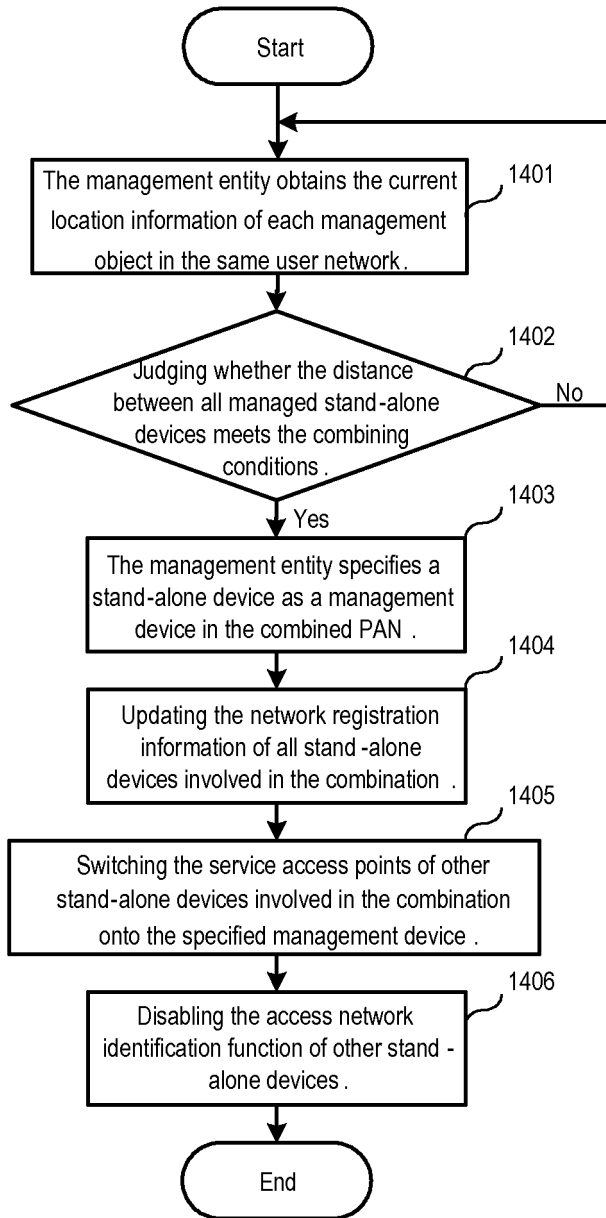 Start
The management entity obtains the current
location information of each management
object in the same user network.
1401
Judging whether the distance
between all managed stand-alone
devices meets the combining
conditions.
1402
No
Yes
1403
The management entity specifies a
stand-alone device as a management
device in the combined PAN.
1404
Updating the network registration
information of all stand-alone
devices involved in the combination.
1405
Switching the service access points of other
stand-alone devices involved in the combination
onto the specified management device.
1406
Disabling the access network
identification function of other stand-
alone devices.
End